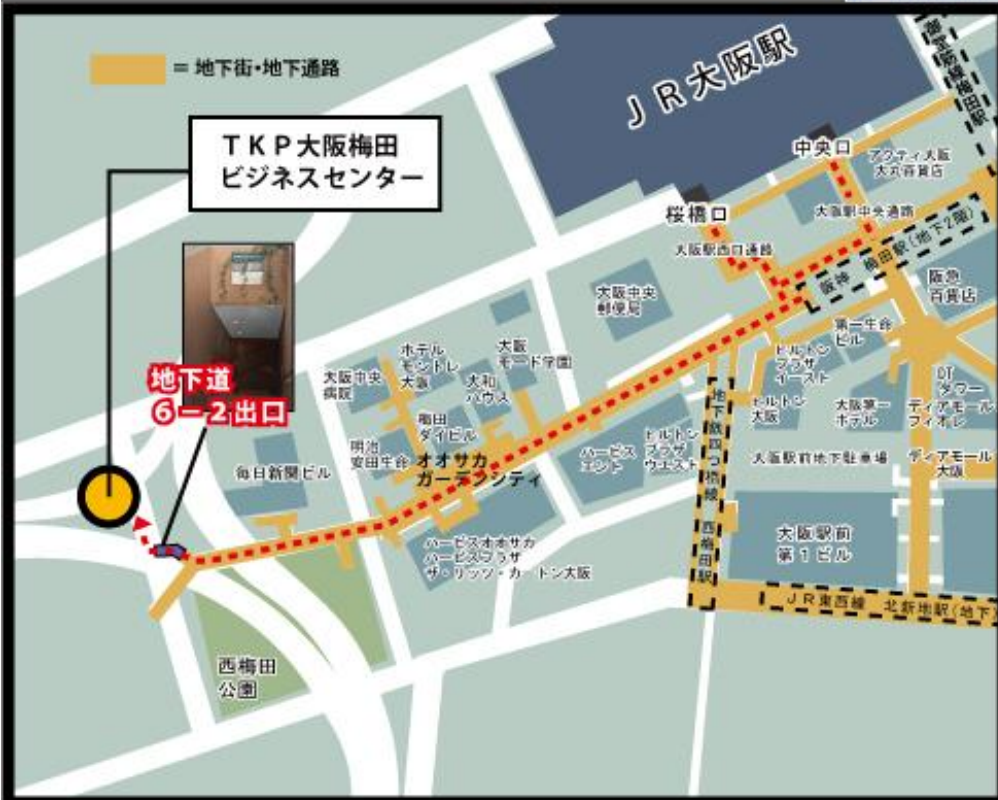 = 地下街・地下通路
TKP大阪梅田
ビジネスセンター
JR大阪駅
御堂筋線梅田駅
中央口
アクティ大阪
大丸百貨店
桜橋口
大阪駅中央通路
大阪駅西口通路
阪神 梅田駅(地下2階)
阪急
百貨店
大阪中央
郵便局
第一生命
ビル
ヒルトン
プラザ
イースト
ホテル
モントレ
大阪
大阪
モード学園
大阪中央
病院
大和
ハウス
地下道
6-2出口
梅田
ダイビル
ヒルトン
大阪
大阪第一
ホテル
DT
タワー
ディアモール
フィオレ
明治
安田生命
オオサカ
ガーデンシティ
毎日新聞ビル
ハービス
エント
ヒルトン
プラザ
ウエスト
地下鉄四つ橋線 西梅田駅
大阪駅前地下駐車場
ディアモール
大阪
ハービスオオサカ
ハービスプラザ
ザ・リッツ・カートン大阪
大阪駅前
第1ビル
JR東西線 北新地駅(地下)
西梅田
公園